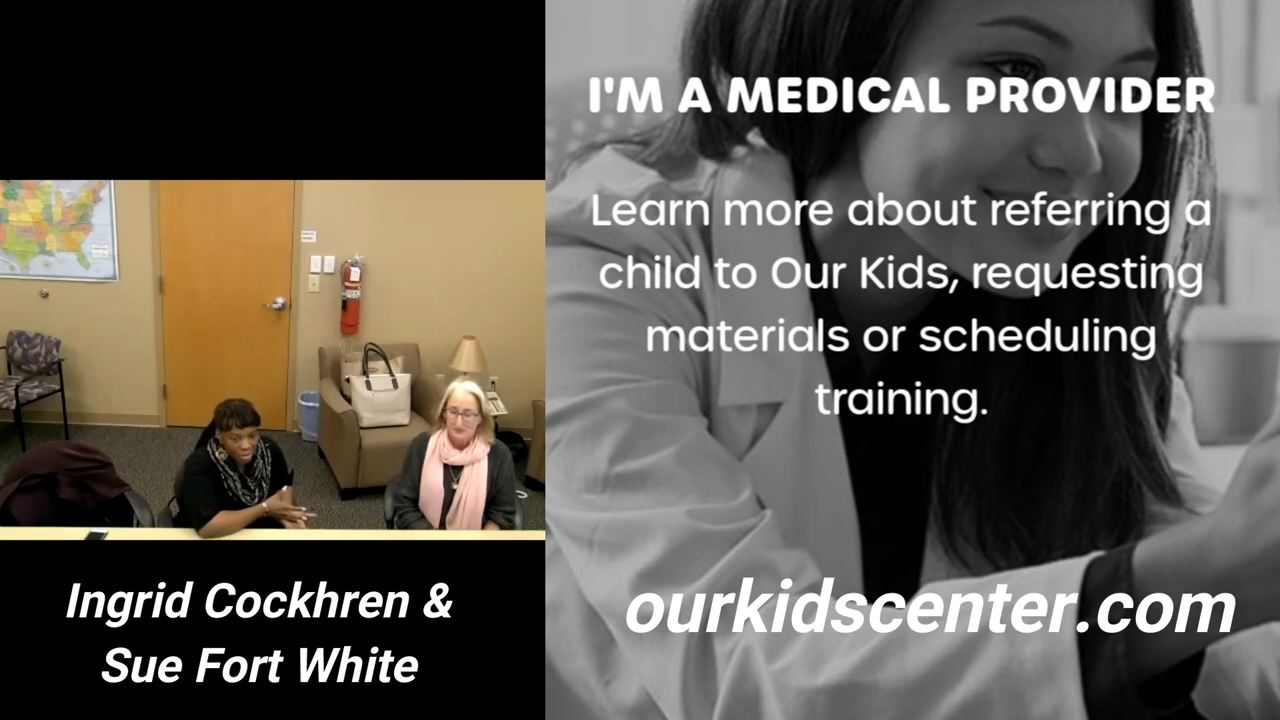 I'M A MEDICAL PROVIDER
Learn more about referring a
child to Our Kids, requesting
materials or scheduling
training.
ourkidscenter.com
Ingrid Cockhren &
Sue Fort White